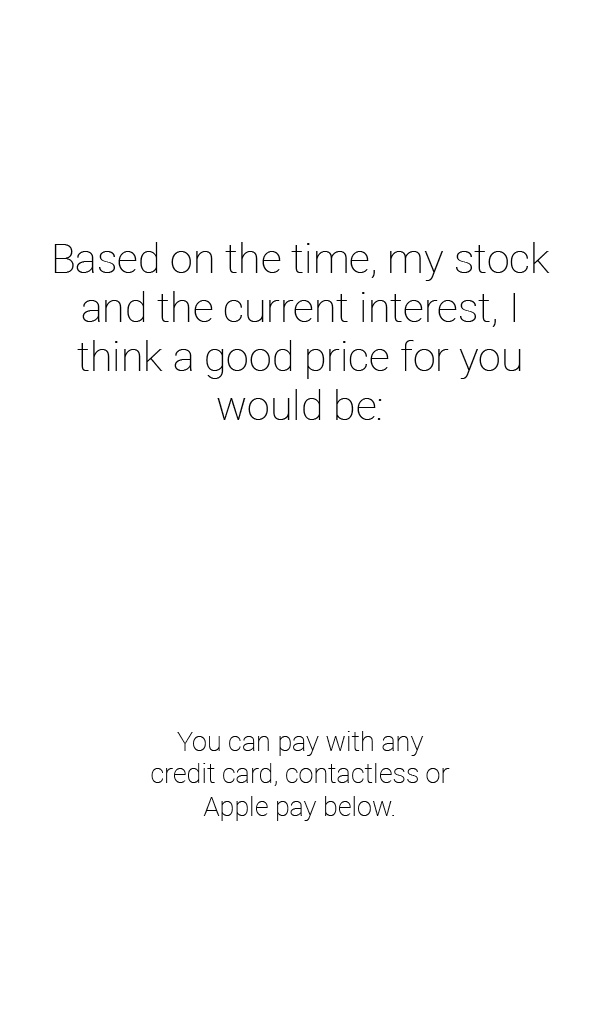 Based on the time, my stock
and the current interest, I
think a good price for you
would be:
You can pay with any
credit card, contactless or
Apple pay below.